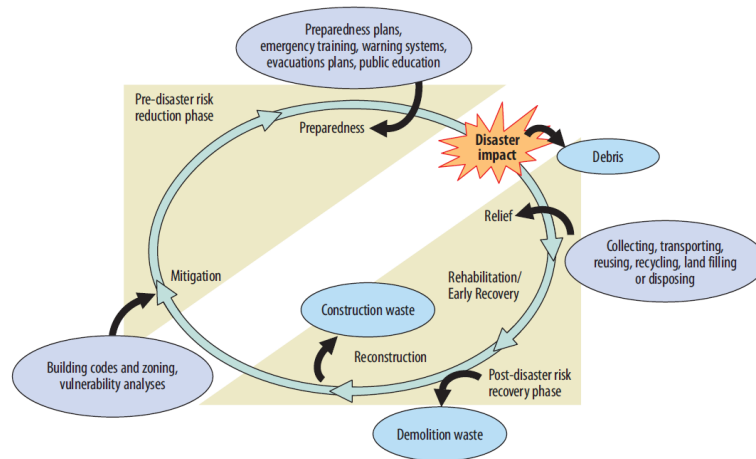 Preparedness plans,
emergency training, warning systems,
evacuations plans, public education
Pre-disaster risk
reduction phase
Preparedness
Disaster
impact
Debris
Relief
Collecting, transporting,
reusing, recycling, land filling
or disposing
Mitigation
Rehabilitation/
Early Recovery
Construction waste
Building codes and zoning,
vulnerability analyses
Reconstruction
Post-disaster risk
recovery phase
Demolition waste